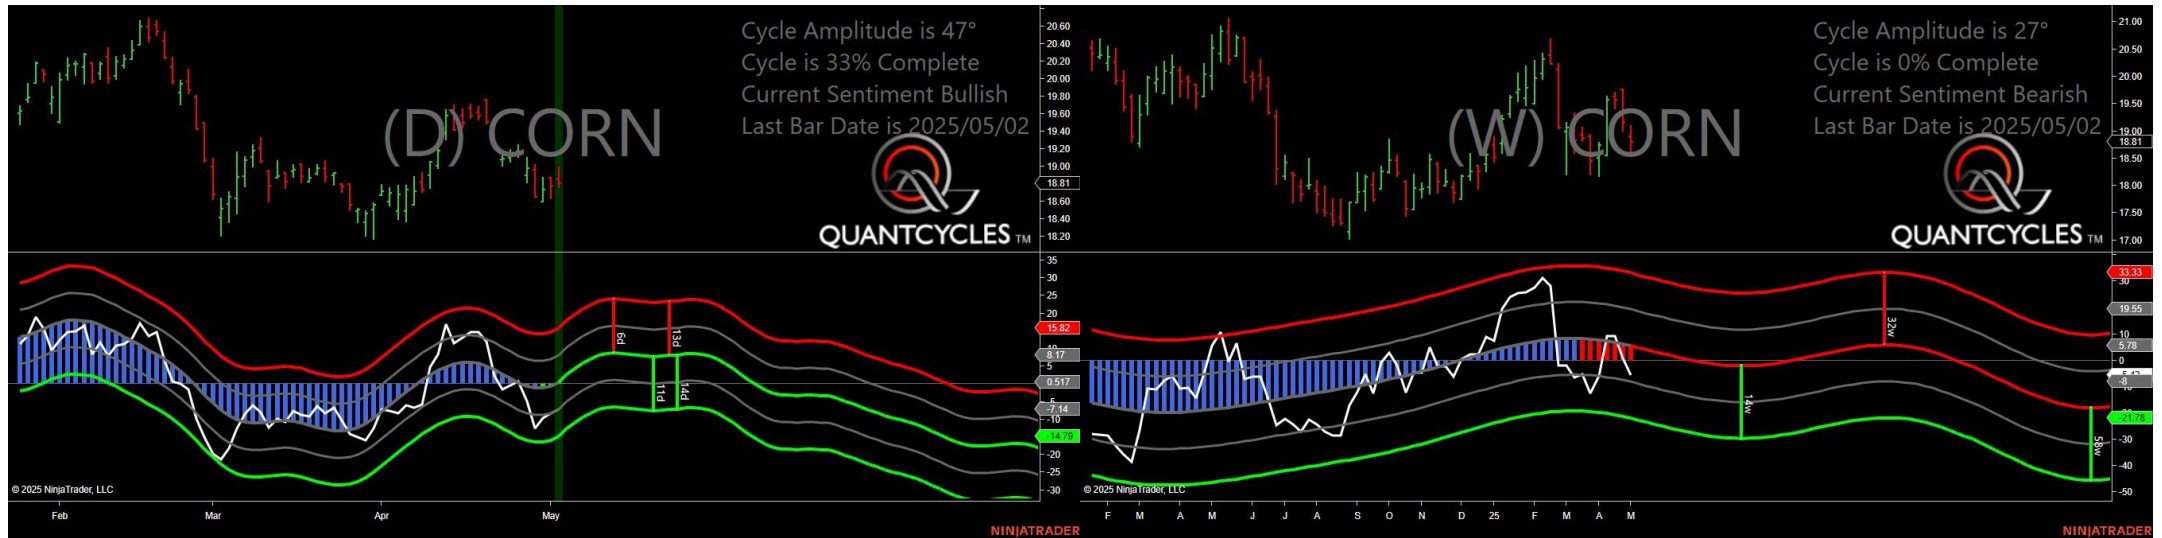 Cycle Amplitude is 47°
Cycle is 33% Complete
Current Sentiment Bullish
Last Bar Date is 2025/05/02
(D) CORN
QUANTCYCLES TM
20.60
20.40
20.20
20.00
19.80
19.60
19.40
19.20
19.00
18.81
18.60
18.40
18.20
35
30
25
20
15.82
8.17
5
0.517
-7.14
-10
-14.79
-20
-25
-30
6d
13d
11d
14d
© 2025 NinjaTrader, LLC
Feb
Mar
Apr
May
NINJATRADER
Cycle Amplitude is 27°
Cycle is 0% Complete
Current Sentiment Bearish
Last Bar Date is 2025/05/02
(W) CORN
QUANTCYCLES TM
21.00
20.50
20.00
19.50
19.00
18.81
18.50
18.00
17.50
17.00
33.33
30
19.55
10
5.78
0
-8
-21.78
-30
-40
-50
32w
14w
58w
© 2025 NinjaTrader, LLC
F M A M J J A S O N D 25 F M A M
NINJATRADER